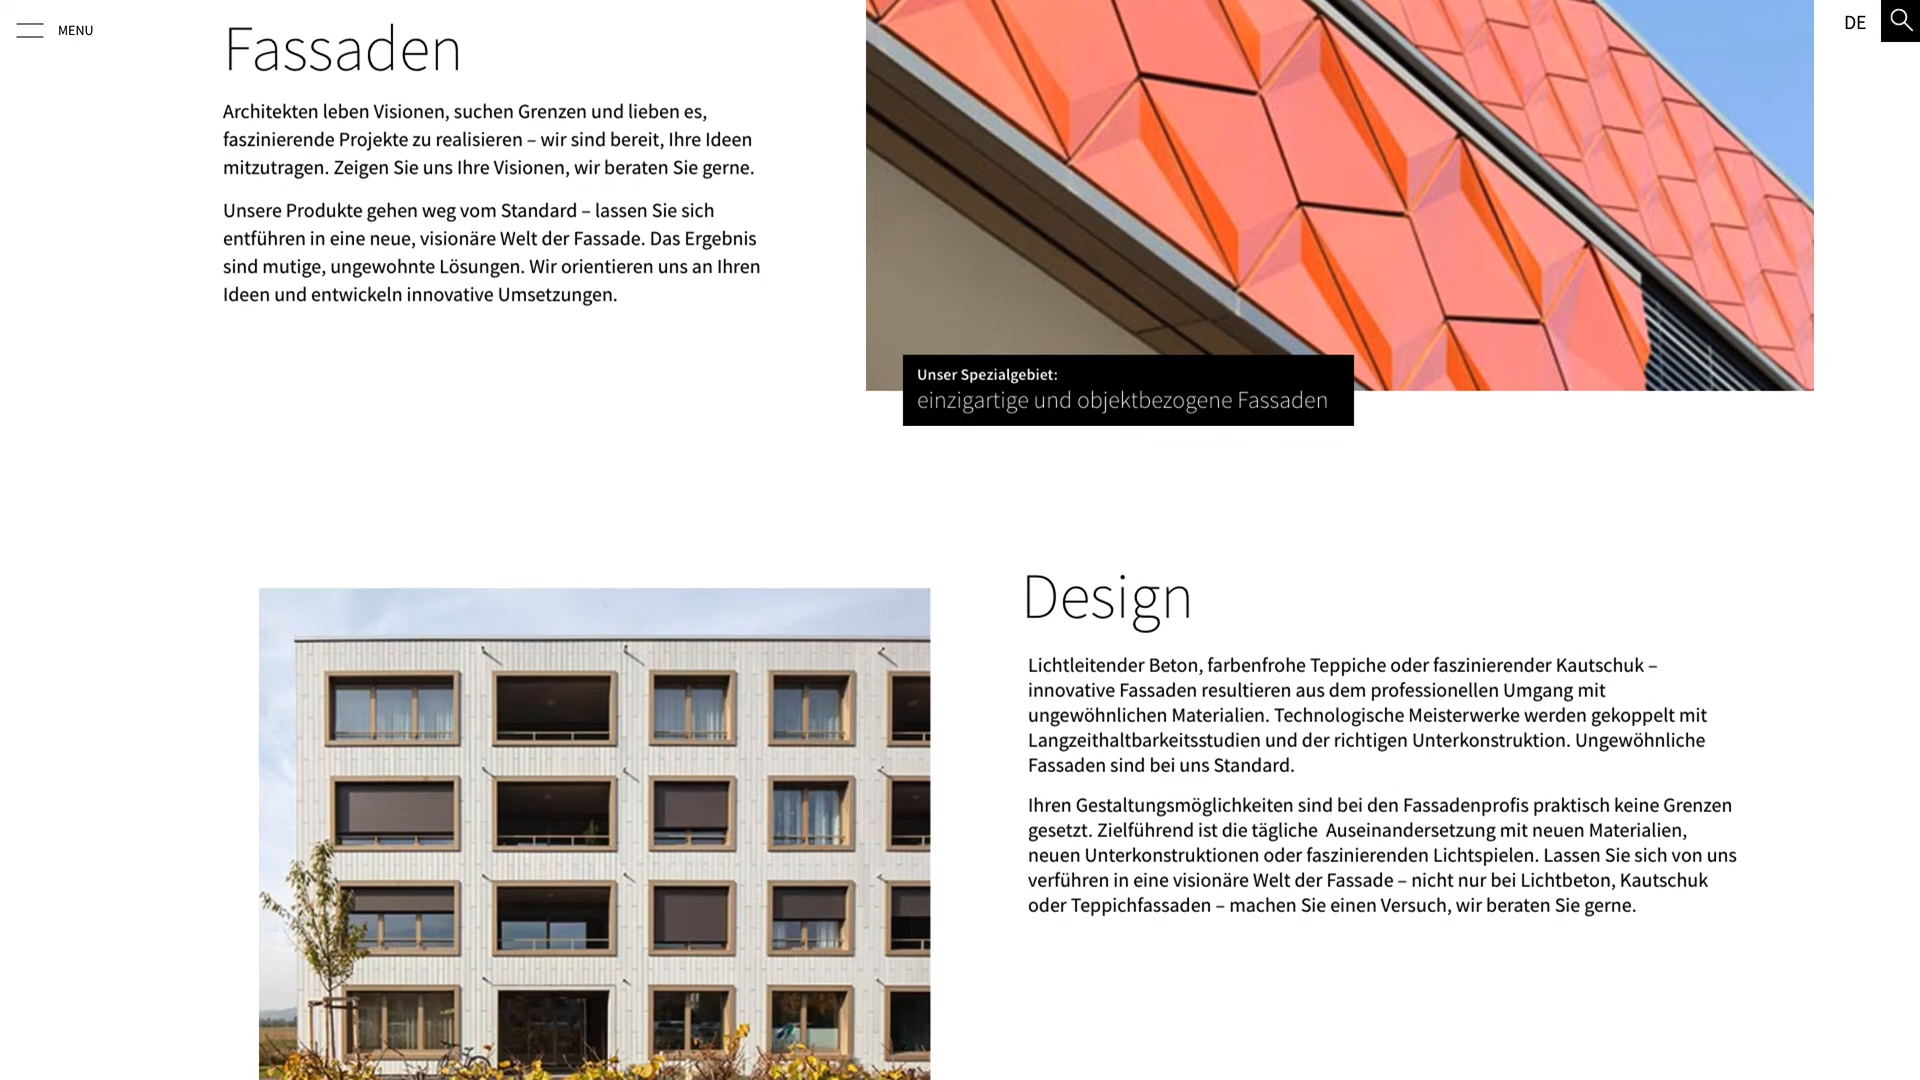 MENU
DE
Fassaden
Architekten leben Visionen, suchen Grenzen und lieben es,
faszinierende Projekte zu realisieren – wir sind bereit, Ihre Ideen
mitzutragen. Zeigen Sie uns Ihre Visionen, wir beraten Sie gerne.
Unsere Produkte gehen weg vom Standard – lassen Sie sich
entführen in eine neue, visionäre Welt der Fassade. Das Ergebnis
sind mutige, ungewohnte Lösungen. Wir orientieren uns an Ihren
Ideen und entwickeln innovative Umsetzungen.
Unser Spezialgebiet:
einzigartige und objektbezogene Fassaden
Design
Lichtleitender Beton, farbenfrohe Teppiche oder faszinierender Kautschuk –
innovative Fassaden resultieren aus dem professionellen Umgang mit
ungewöhnlichen Materialien. Technologische Meisterwerke werden gekoppelt mit
Langzeithaltbarkeitsstudien und der richtigen Unterkonstruktion. Ungewöhnliche
Fassaden sind bei uns Standard.
Ihren Gestaltungsmöglichkeiten sind bei den Fassadenprofis praktisch keine Grenzen
gesetzt. Zielführend ist die tägliche  Auseinandersetzung mit neuen Materialien,
neuen Unterkonstruktionen oder faszinierenden Lichtspielen. Lassen Sie sich von uns
verführen in eine visionäre Welt der Fassade – nicht nur bei Lichtbeton, Kautschuk
oder Teppichfassaden – machen Sie einen Versuch, wir beraten Sie gerne.